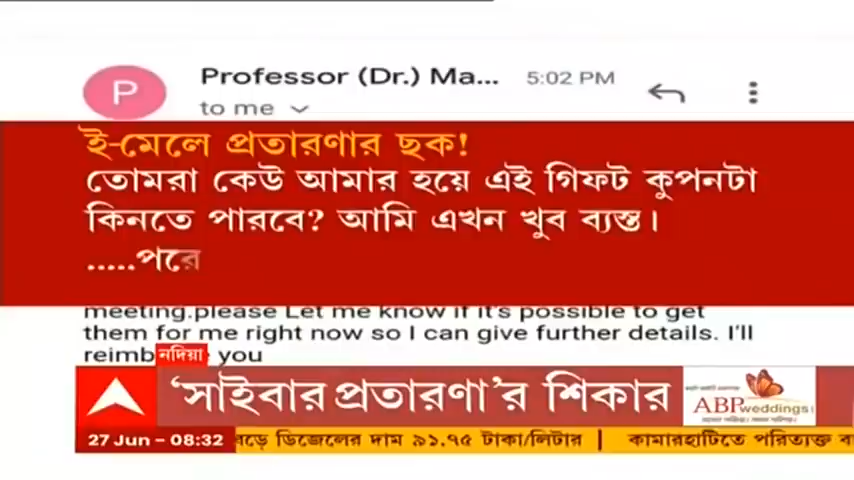 P
Professor (Dr.) Ma... 5:02 PM
to me
ই-মেলে প্রতারণার ছক!
তোমরা কেউ আমার হয়ে এই গিফট কুপনটা
কিনতে পারবে? আমি এখন খুব ব্যস্ত।
.....পরে
meeting.please Let me know if it's possible to get
them for me right now so I can give further details. I'll
reimb you
নদিয়া
‘সাইবার প্রতারণা’র শিকার
ABPweddings
27 Jun - 08:32
ড়ে ডিজেলের দাম ৯১.৭৫ টাকা/লিটার | কামারহাটিতে পরিত্যক্ত